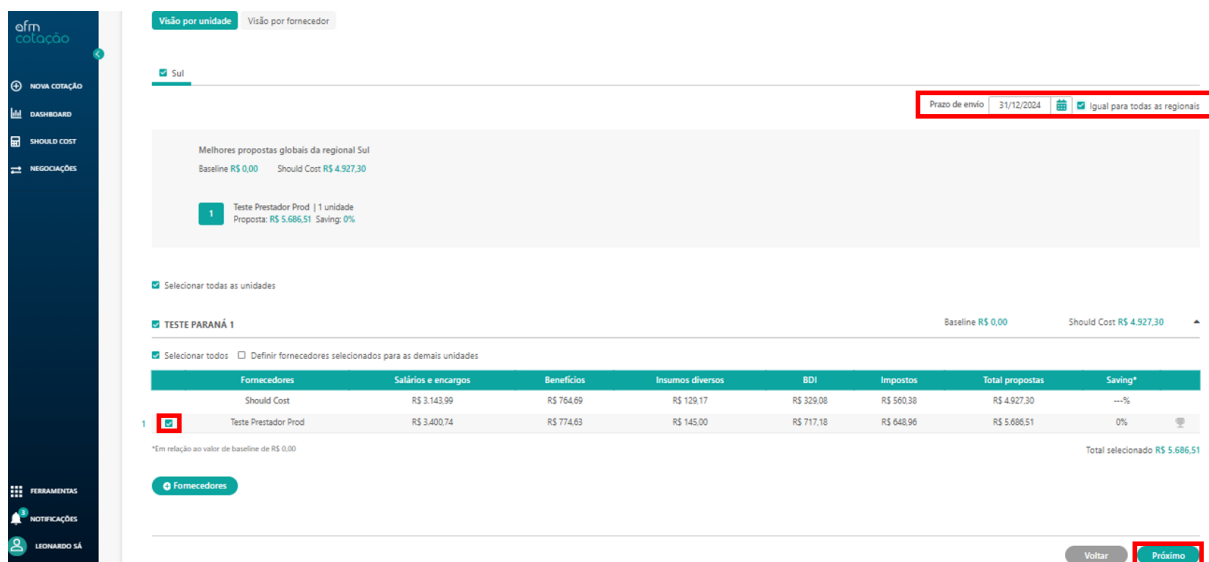 afm
cotação
NOVA COTAÇÃO
DASHBOARD
SHOULD COST
NEGOCIAÇÕES
FERRAMENTAS
3
NOTIFICAÇÕES
LEONARDO SÁ
Visão por unidade Visão por fornecedor
Sul
Prazo de envio 31/12/2024 Igual para todas as regionais
Melhores propostas globais da regional Sul
Baseline R$ 0,00 Should Cost R$ 4.927,30
1 Teste Prestador Prod | 1 unidade
Proposta: R$ 5.686,51 Saving: 0%
Selecionar todas as unidades
TESTE PARANÁ 1 Baseline R$ 0,00 Should Cost R$ 4.927,30
Selecionar todos Definir fornecedores selecionados para as demais unidades
Fornecedores Salários e encargos Benefícios Insumos diversos BDI Impostos Total propostas Saving*
Should Cost R$ 3.143,99 R$ 764,69 R$ 129,17 R$ 329,08 R$ 560,38 R$ 4.927,30 ---%
1 Teste Prestador Prod R$ 3.400,74 R$ 774,63 R$ 145,00 R$ 717,18 R$ 648,96 R$ 5.686,51 0%
*Em relação ao valor de baseline de R$ 0,00 Total selecionado R$ 5.686,51
Fornecedores
Voltar Próximo